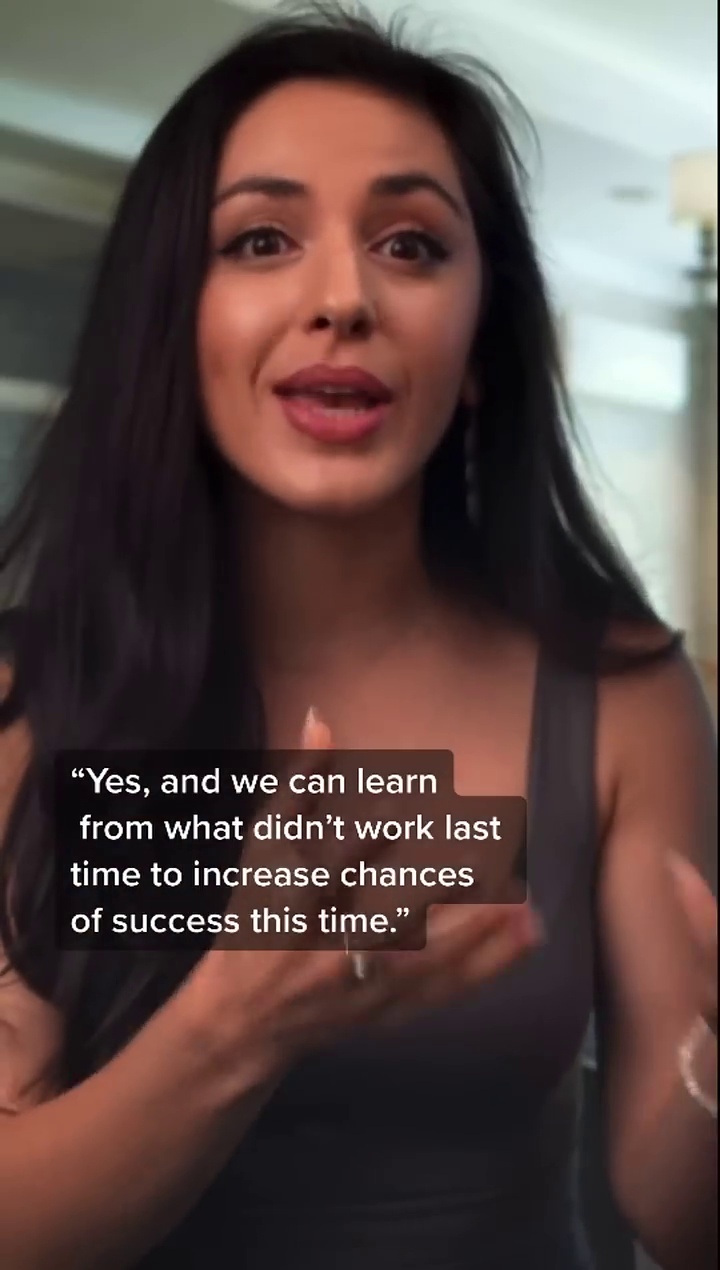 “Yes, and we can learn
from what didn’t work last
time to increase chances
of success this time.”